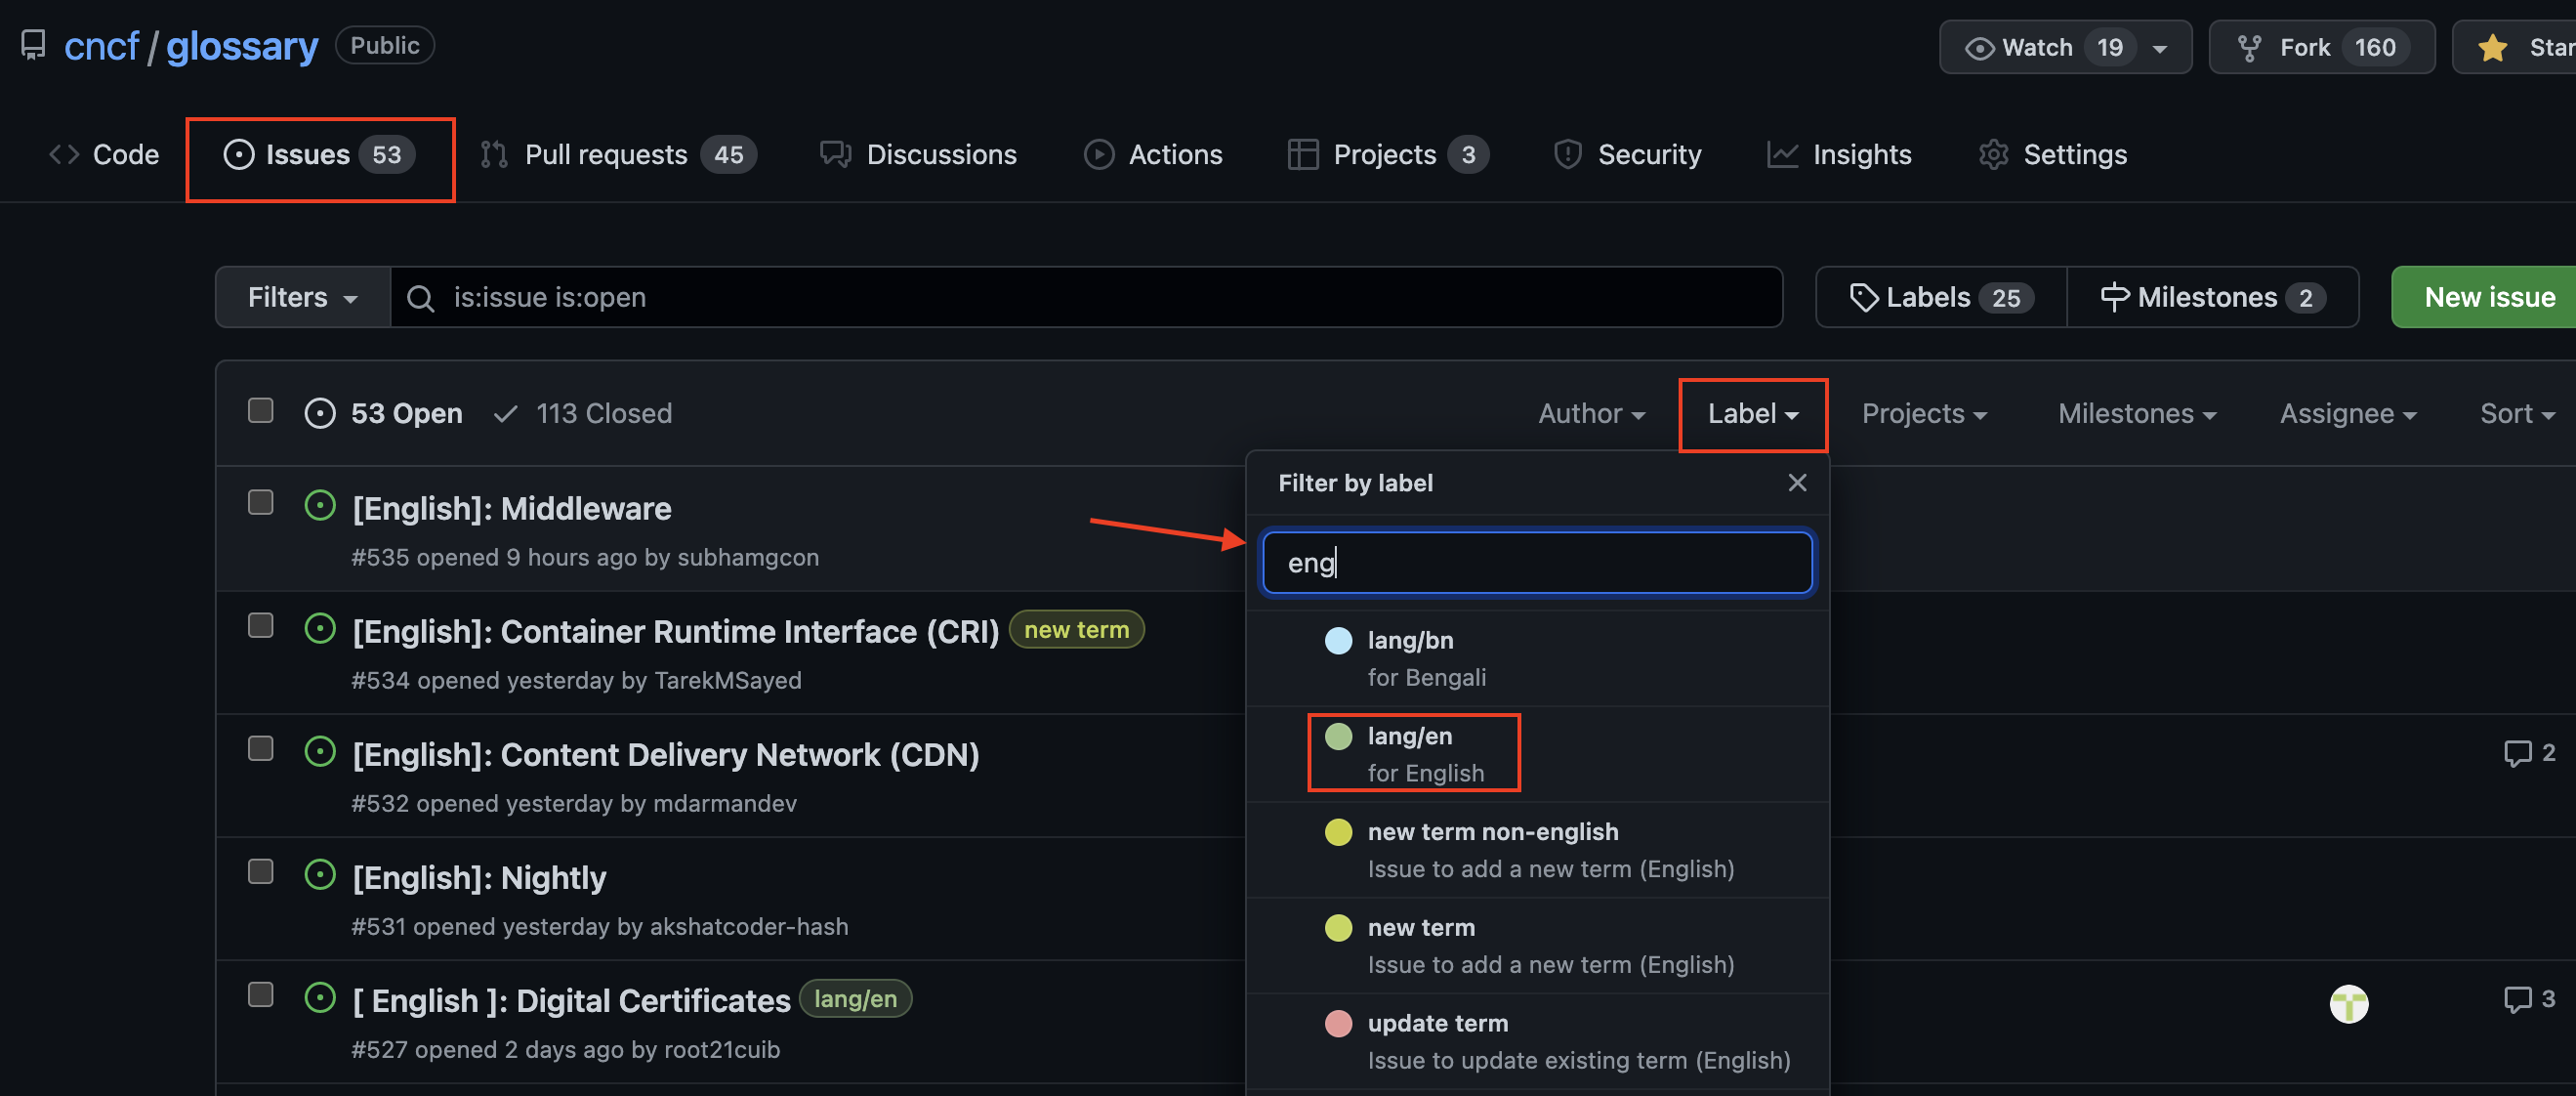 cncf / glossary Public Watch 19 Fork 160
Code Issues 53 Pull requests 45 Discussions Actions Projects 3 Security Insights Settings
Filters is:issue is:open Labels 25 Milestones 2 New issue
53 Open 113 Closed Author Label Projects Milestones Assignee Sort
Filter by label
eng
lang/bn
for Bengali
lang/en
for English
new term non-english
Issue to add a new term (English)
new term
Issue to add a new term (English)
update term
Issue to update existing term (English)
[English]: Middleware
#535 opened 9 hours ago by subhamgcon
[English]: Container Runtime Interface (CRI) new term
#534 opened yesterday by TarekMSayed
[English]: Content Delivery Network (CDN) 2
#532 opened yesterday by mdarmandev
[English]: Nightly
#531 opened yesterday by akshatcoder-hash
[ English ]: Digital Certificates lang/en 3
#527 opened 2 days ago by root21cuib